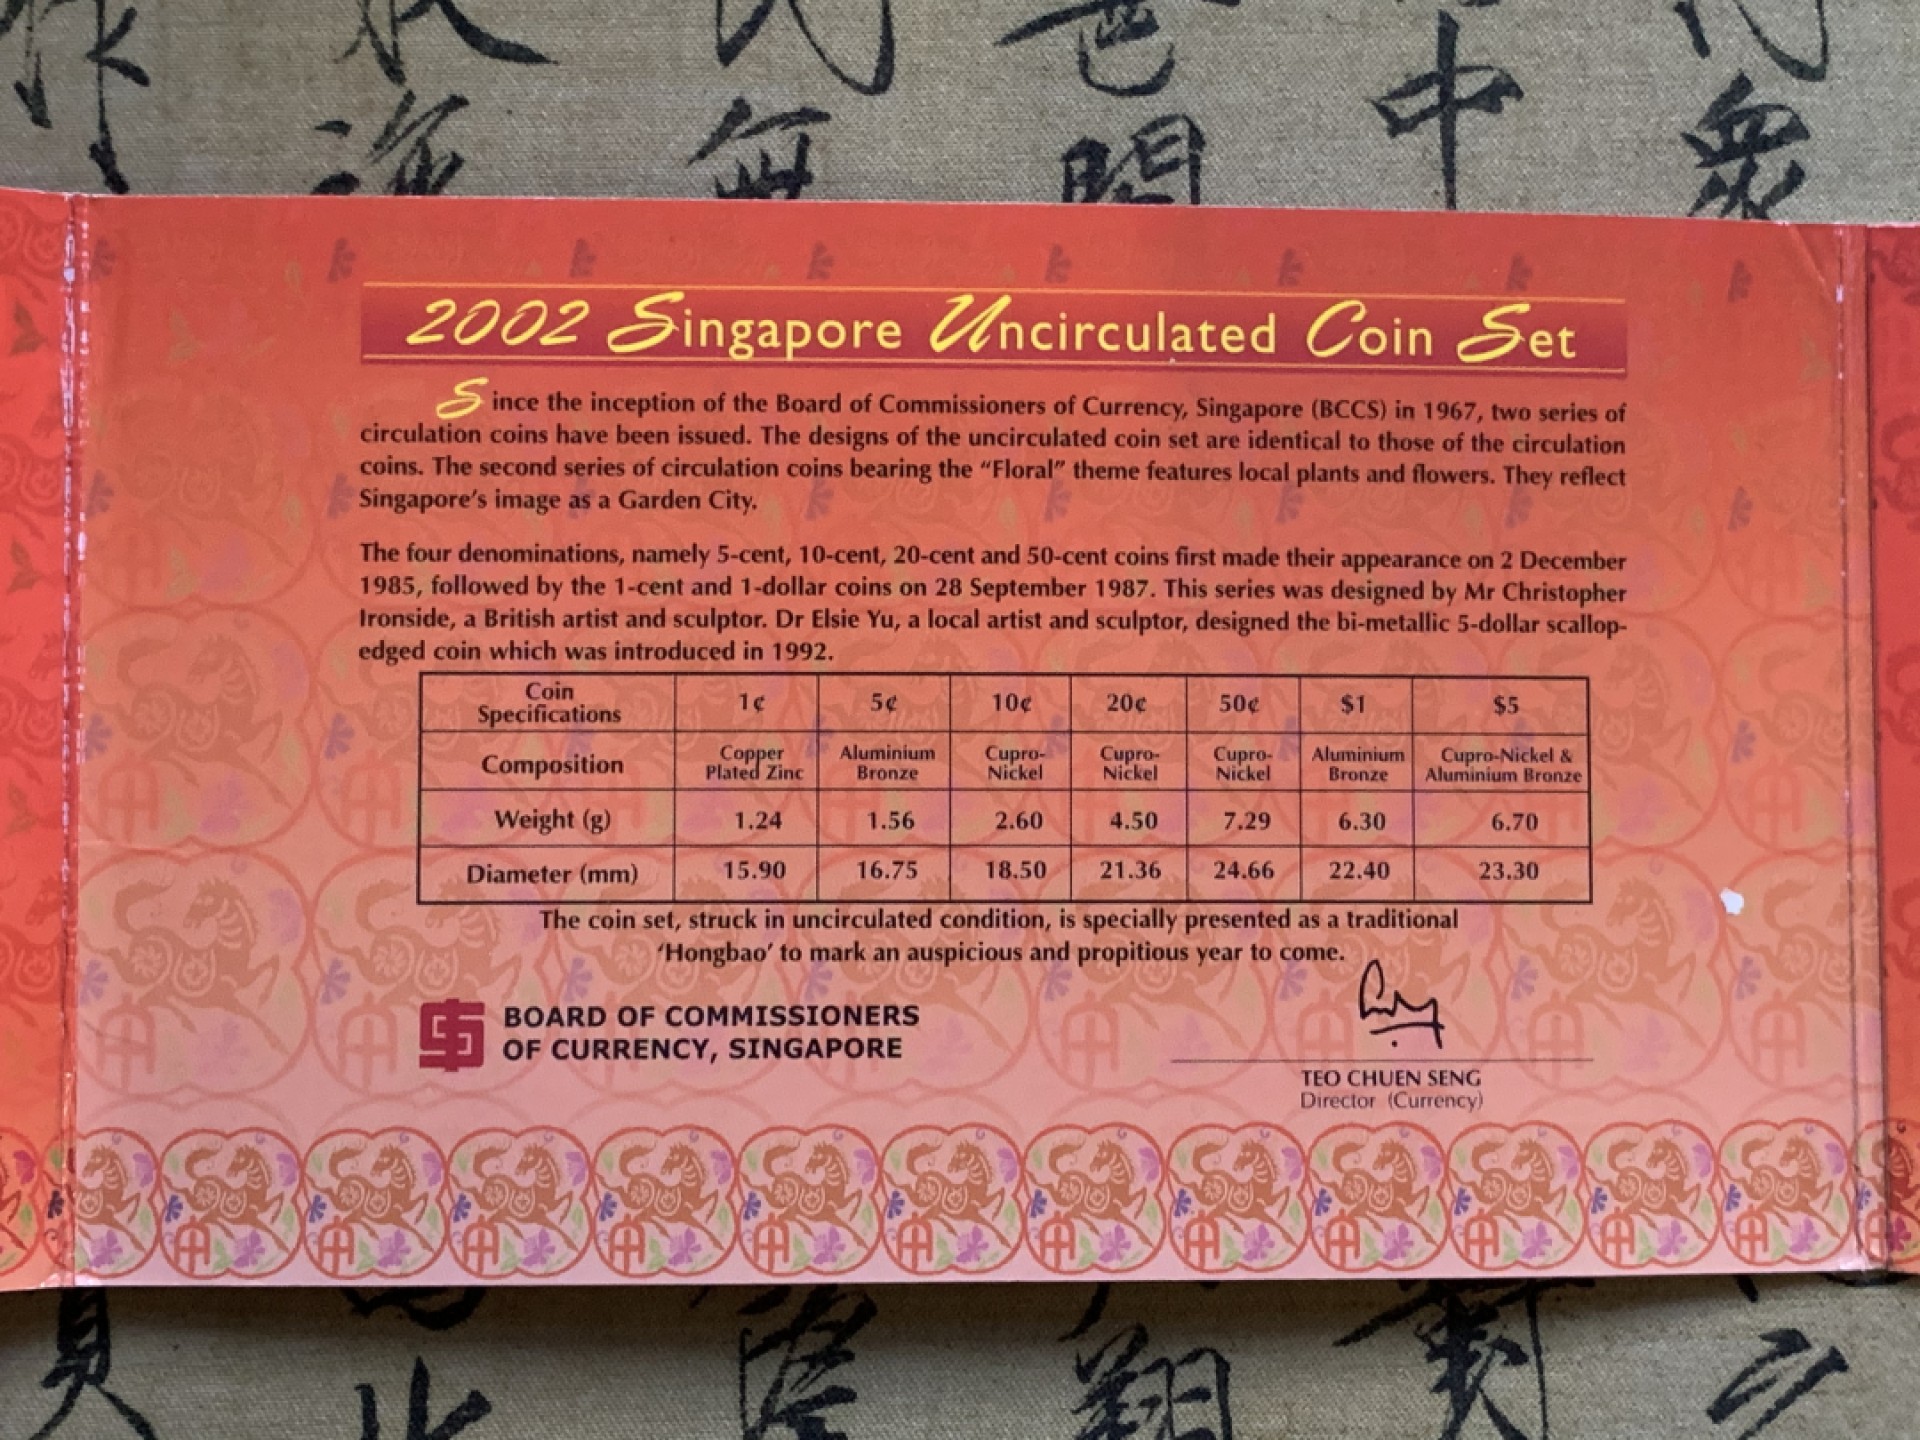 中
衆
無
2002 Singapore Uncirculated Coin Set
Since the inception of the Board of Commissioners of Currency, Singapore (BCCS) in 1967, two series of
circulation coins have been issued. The designs of the uncirculated coin set are identical to those of the circulation
coins. The second series of circulation coins bearing the “Floral” theme features local plants and flowers. They reflect
Singapore’s image as a Garden City.
The four denominations, namely 5-cent, 10-cent, 20-cent and 50-cent coins first made their appearance on 2 December
1985, followed by the 1-cent and 1-dollar coins on 28 September 1987. This series was designed by Mr Christopher
Ironside, a British artist and sculptor. Dr Elsie Yu, a local artist and sculptor, designed the bi-metallic 5-dollar scallop-
edged coin which was introduced in 1992.
Coin Specifications 1¢ 5¢ 10¢ 20¢ 50¢ $1 $5
Composition Copper Plated Zinc Aluminium Bronze Cupro-Nickel Cupro-Nickel Cupro-Nickel Aluminium Bronze Cupro-Nickel & Aluminium Bronze
Weight (g) 1.24 1.56 2.60 4.50 7.29 6.30 6.70
Diameter (mm) 15.90 16.75 18.50 21.36 24.66 22.40 23.30
The coin set, struck in uncirculated condition, is specially presented as a traditional
‘Hongbao’ to mark an auspicious and propitious year to come.
BOARD OF COMMISSIONERS
OF CURRENCY, SINGAPORE
TEO CHUEN SENG
Director (Currency)
翔